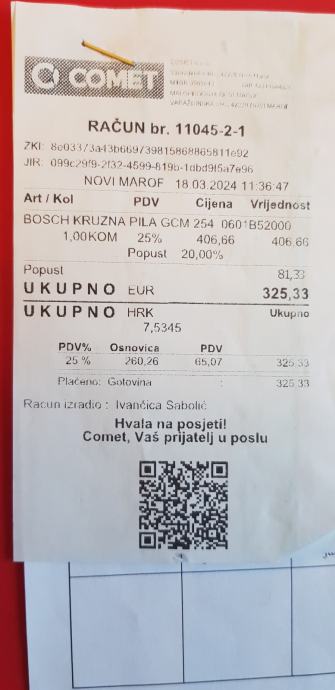 COMET
RAČUN br. 11045-2-1
ZKI:
JIR: 099c29f9-2f32-4599-819b-1dbd9f5a7e96
NOVI MAROF 18.03.2024 11:36:47
Art / Kol PDV Cijena Vrijednost
BOSCH KRUZNA PILA GCM 254 0601B52000
1,00KOM 25% 406,66 406,66
Popust 20,00%
Popust 81,33
UKUPNO EUR 325,33
UKUPNO HRK Ukupno
7,5345
PDV% Osnovica PDV
25 % 260,26 65,07 325,33
Plaćeno: Gotovina : 325,33
Racun izradio : Ivančica Sabolić
Hvala na posjeti!
Comet, Vaš prijatelj u poslu